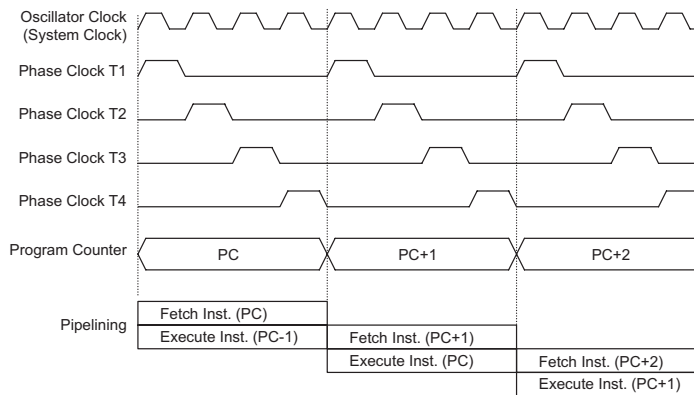 Oscillator Clock
(System Clock)
Phase Clock T1
Phase Clock T2
Phase Clock T3
Phase Clock T4
Program Counter
PC
PC+1
PC+2
Pipelining
Fetch Inst. (PC)
Execute Inst. (PC-1)
Fetch Inst. (PC+1)
Execute Inst. (PC)
Fetch Inst. (PC+2)
Execute Inst. (PC+1)